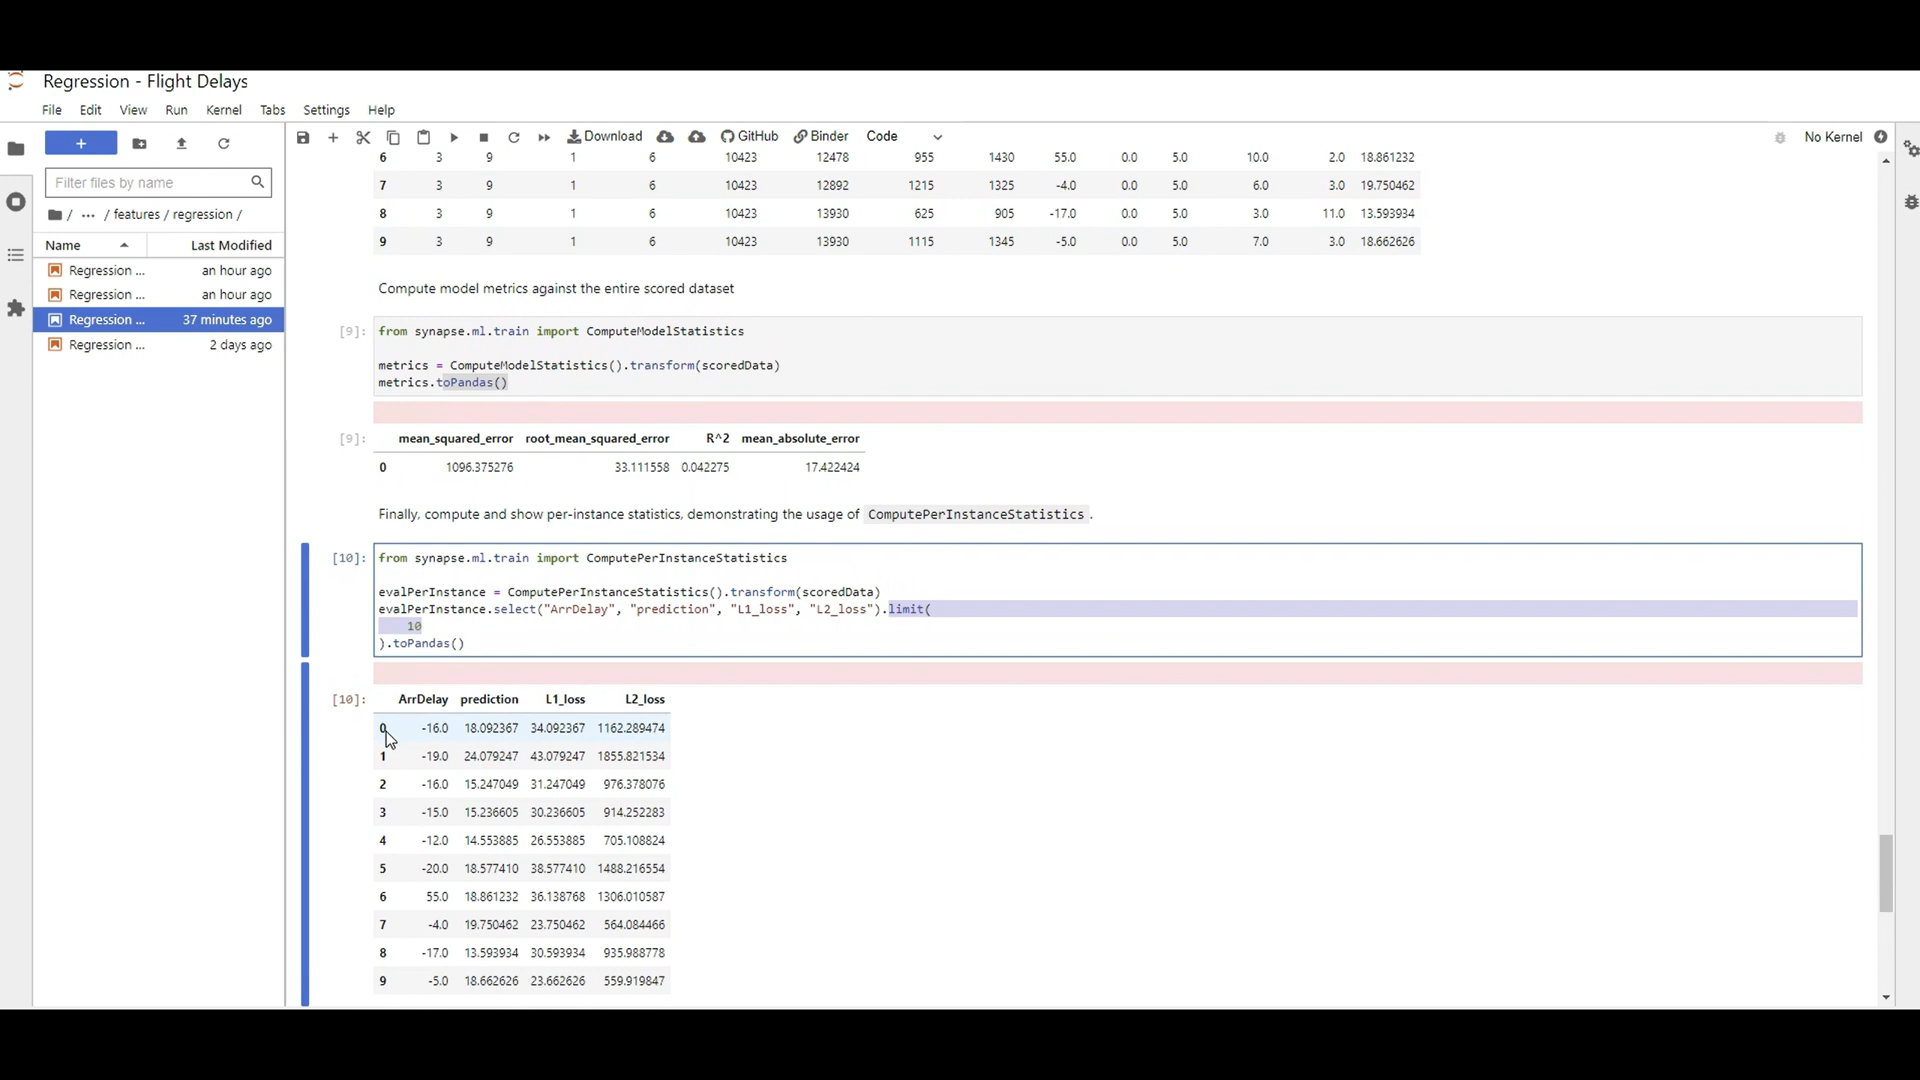 Regression - Flight Delays
File Edit View Run Kernel Tabs Settings Help
+ Download GitHub Binder Code No Kernel
Filter files by name
/ ... / features / regression /
Name Last Modified
Regression ... an hour ago
Regression ... an hour ago
Regression ... 37 minutes ago
Regression ... 2 days ago
6 3 9 1 6 10423 12478 955 1430 55.0 0.0 5.0 10.0 2.0 18.861232
7 3 9 1 6 10423 12892 1215 1325 -4.0 0.0 5.0 6.0 3.0 19.750462
8 3 9 1 6 10423 13930 625 905 -17.0 0.0 5.0 3.0 11.0 13.593934
9 3 9 1 6 10423 13930 1115 1345 -5.0 0.0 5.0 7.0 3.0 18.662626
Compute model metrics against the entire scored dataset
[9]: from synapse.ml.train import ComputeModelStatistics
metrics = ComputeModelStatistics().transform(scoredData)
metrics.toPandas()
[9]: mean_squared_error root_mean_squared_error R^2 mean_absolute_error
0 1096.375276 33.111558 0.042275 17.422424
Finally, compute and show per-instance statistics, demonstrating the usage of ComputePerInstanceStatistics .
[10]: from synapse.ml.train import ComputePerInstanceStatistics
evalPerInstance = ComputePerInstanceStatistics().transform(scoredData)
evalPerInstance.select("ArrDelay", "prediction", "L1_loss", "L2_loss").limit(
10
).toPandas()
[10]: ArrDelay prediction L1_loss L2_loss
0 -16.0 18.092367 34.092367 1162.289474
1 -19.0 24.079247 43.079247 1855.821534
2 -16.0 15.247049 31.247049 976.378076
3 -15.0 15.236605 30.236605 914.252283
4 -12.0 14.553885 26.553885 705.108824
5 -20.0 18.577410 38.577410 1488.216554
6 55.0 18.861232 36.138768 1306.010587
7 -4.0 19.750462 23.750462 564.084466
8 -17.0 13.593934 30.593934 935.988778
9 -5.0 18.662626 23.662626 559.919847